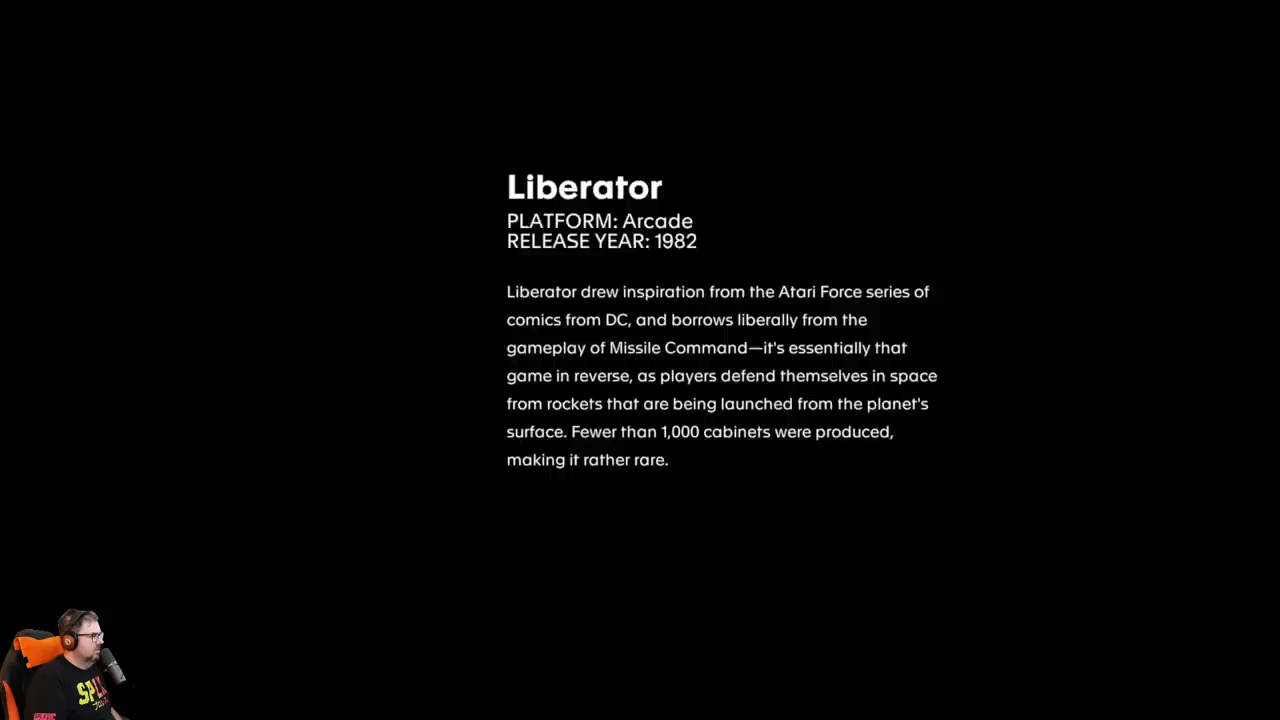 Liberator
PLATFORM: Arcade
RELEASE YEAR: 1982
Liberator drew inspiration from the Atari Force series of
comics from DC, and borrows liberally from the
gameplay of Missile Command—it's essentially that
game in reverse, as players defend themselves in space
from rockets that are being launched from the planet's
surface. Fewer than 1,000 cabinets were produced,
making it rather rare.